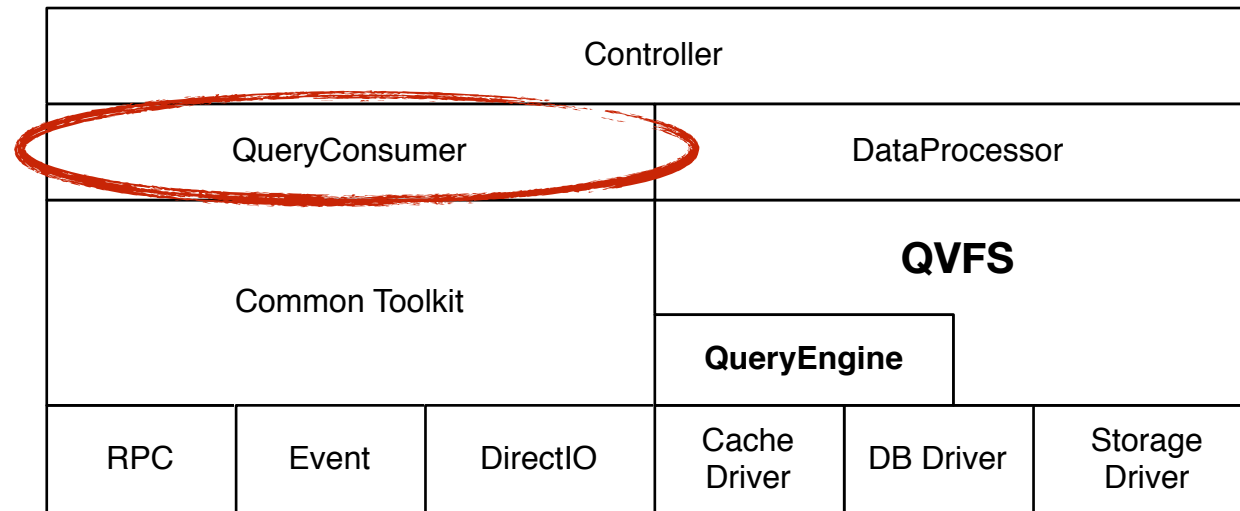 Controller
QueryConsumer
DataProcessor
QVFS
Common Toolkit
QueryEngine
RPC
Event
DirectIO
Cache
Driver
DB Driver
Storage
Driver